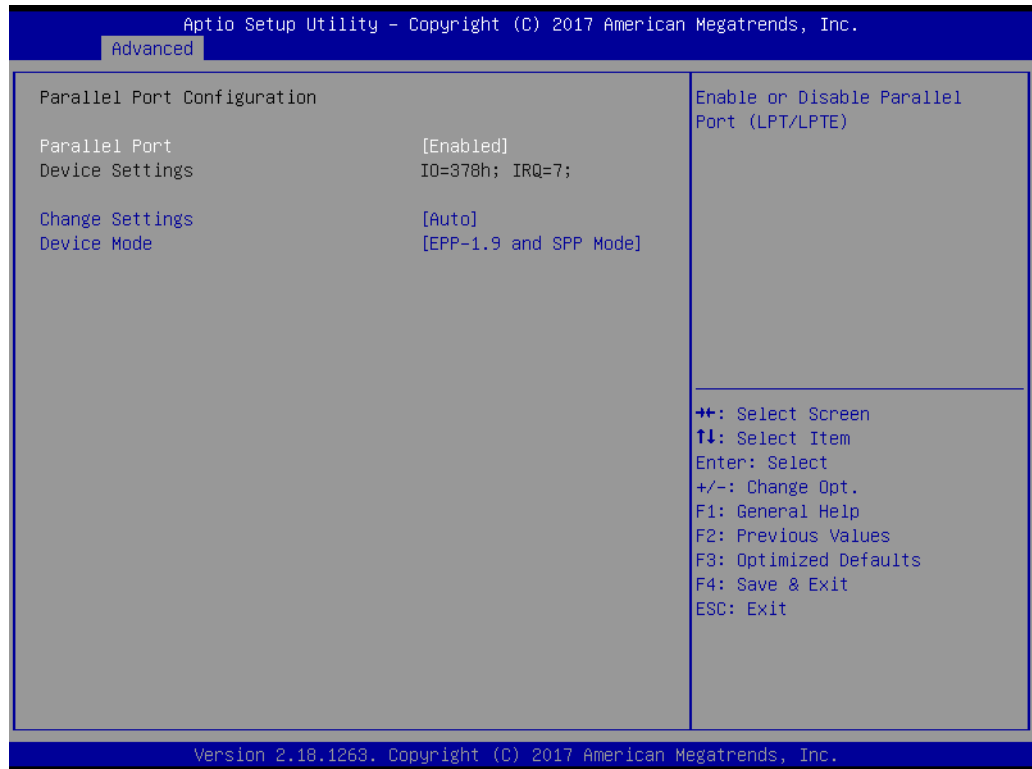 Aptio Setup Utility – Copyright (C) 2017 American Megatrends, Inc.
Advanced
Parallel Port Configuration
Parallel Port [Enabled]
Device Settings IO=378h; IRQ=7;
Change Settings [Auto]
Device Mode [EPP-1.9 and SPP Mode]
Enable or Disable Parallel
Port (LPT/LPTE)
→←: Select Screen
↑↓: Select Item
Enter: Select
+/-: Change Opt.
F1: General Help
F2: Previous Values
F3: Optimized Defaults
F4: Save & Exit
ESC: Exit
Version 2.18.1263. Copyright (C) 2017 American Megatrends, Inc.